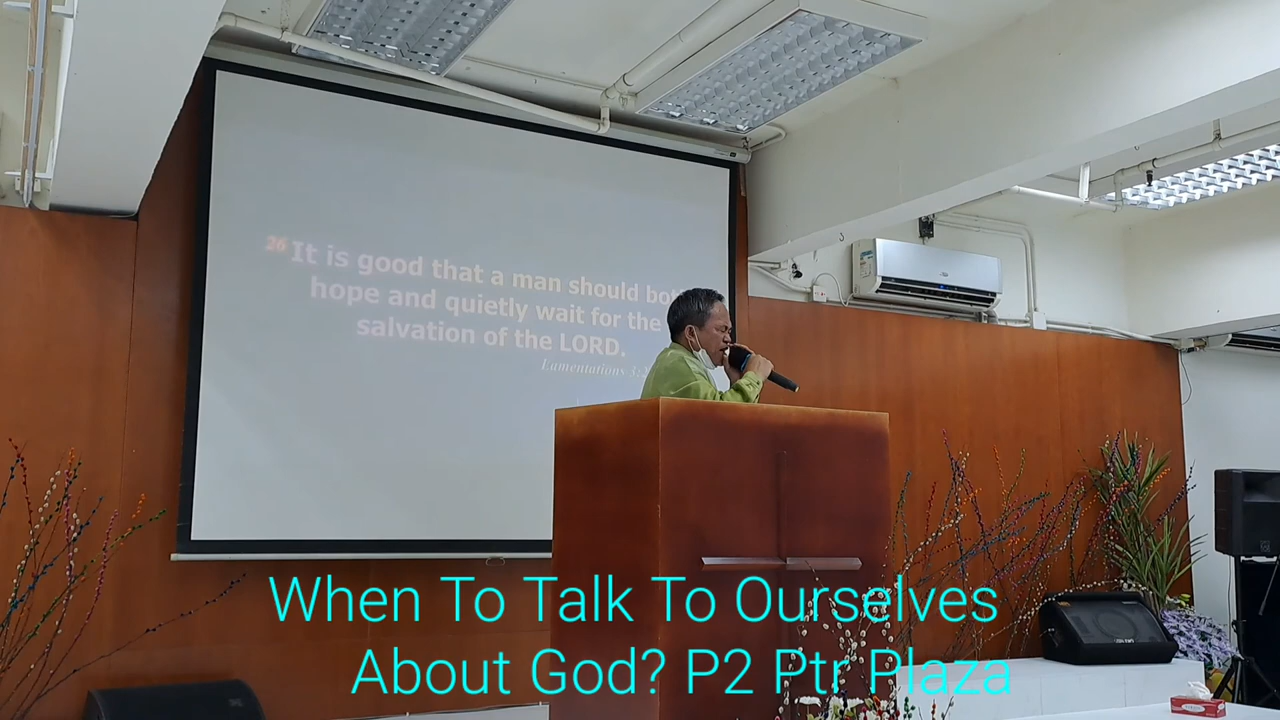 26 It is good that a man should
hope and quietly wait for the
salvation of the LORD.
Lamentations
When To Talk To Ourselves
About God? P2 Ptr Plaza